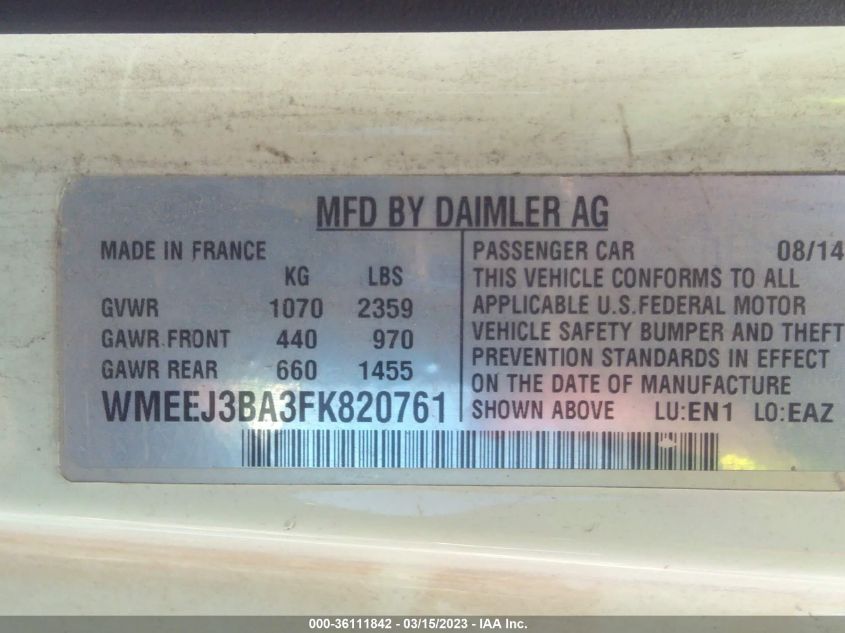 MFD BY DAIMLER AG
MADE IN FRANCE
KG LBS
GVWR 1070 2359
GAWR FRONT 440 970
GAWR REAR 660 1455
WMEEJ3BA3FK820761
PASSENGER CAR 08/14
THIS VEHICLE CONFORMS TO ALL
APPLICABLE U.S.FEDERAL MOTOR
VEHICLE SAFETY BUMPER AND THEFT
PREVENTION STANDARDS IN EFFECT
ON THE DATE OF MANUFACTURE
SHOWN ABOVE LU:EN1 LO:EAZ
000-36111842 - 03/15/2023 - IAA Inc.